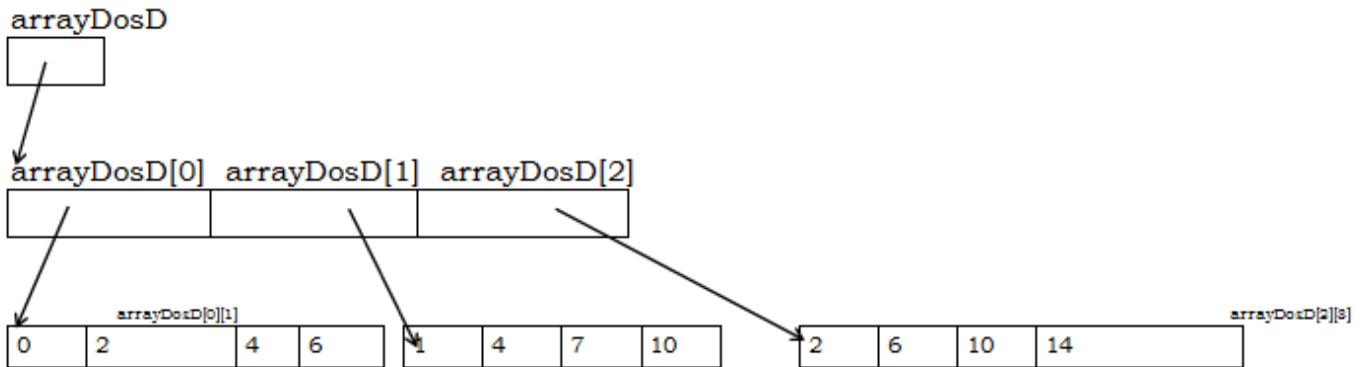 arrayDosD
arrayDosD[0] arrayDosD[1] arrayDosD[2]
arrayDosD[0][1] arrayDosD[2][3]
0 2 4 6 1 4 7 10 2 6 10 14